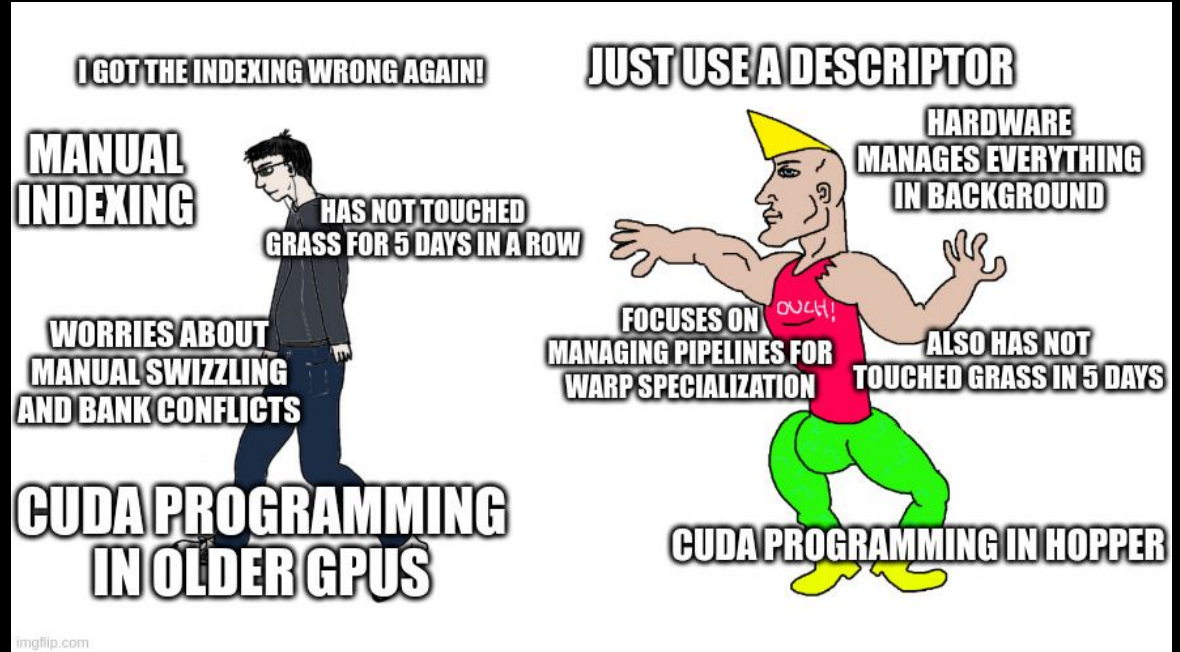 I GOT THE INDEXING WRONG AGAIN!
JUST USE A DESCRIPTOR
MANUAL
INDEXING
HARDWARE
MANAGES EVERYTHING
IN BACKGROUND
HAS NOT TOUCHED
GRASS FOR 5 DAYS IN A ROW
OUCH!
WORRIES ABOUT
MANUAL SWIZZLING
AND BANK CONFLICTS
FOCUSES ON
MANAGING PIPELINES FOR
WARP SPECIALIZATION
ALSO HAS NOT
TOUCHED GRASS IN 5 DAYS
CUDA PROGRAMMING
IN OLDER GPUS
CUDA PROGRAMMING IN HOPPER
imgflip.com